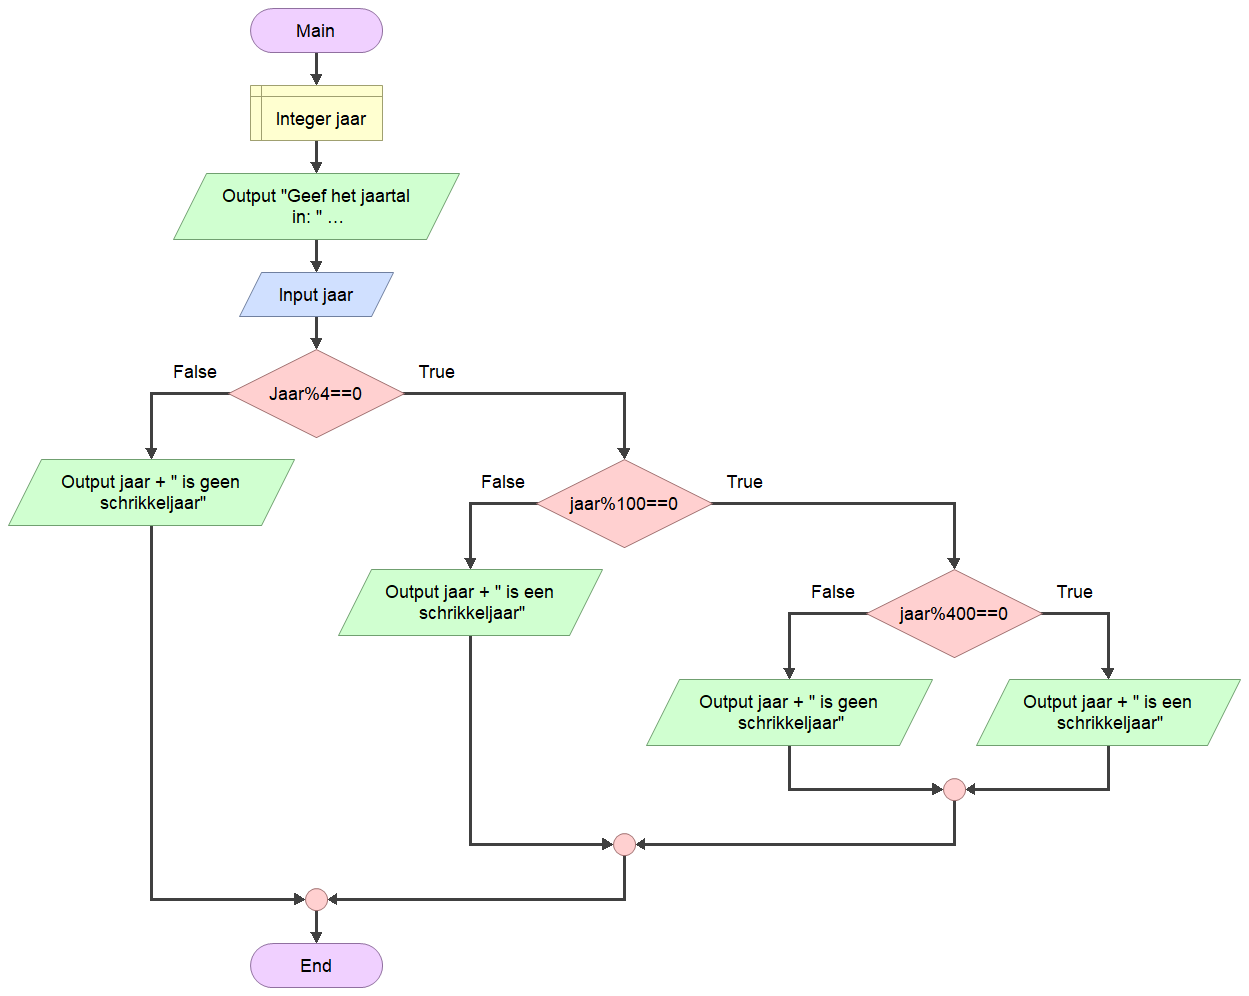 Main
Integer jaar
Output "Geef het jaartal
in: " ...
Input jaar
False
True
Jaar%4==0
Output jaar + " is geen
schrikkeljaar"
False
True
jaar%100==0
Output jaar + " is een
schrikkeljaar"
False
True
jaar%400==0
Output jaar + " is geen
schrikkeljaar"
Output jaar + " is een
schrikkeljaar"
End